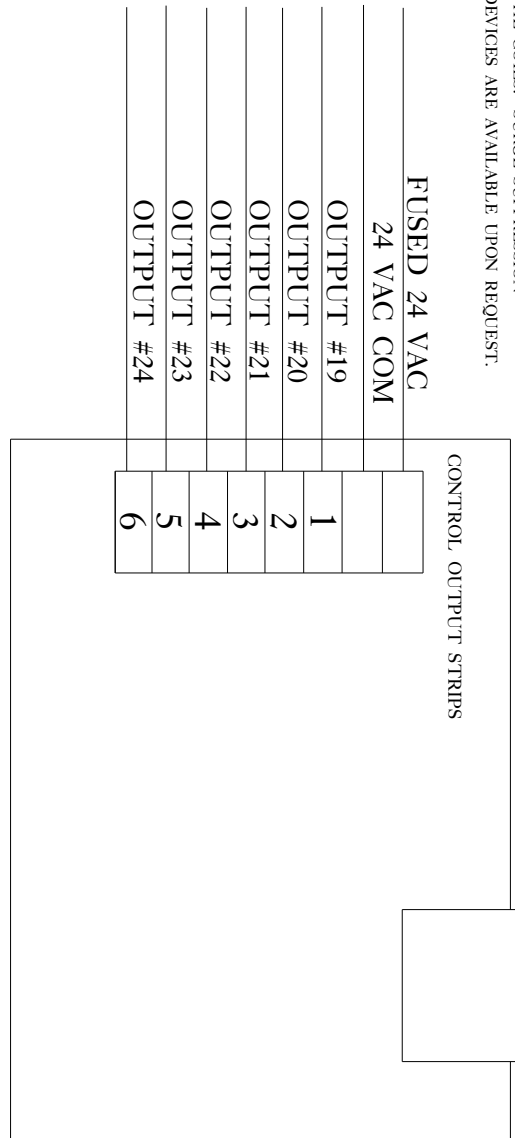 DEVICES ARE AVAILABLE UPON REQUEST.
CONTROL OUTPUT STRIPS
FUSED 24 VAC
24 VAC COM
OUTPUT #19
1
OUTPUT #20
2
OUTPUT #21
3
OUTPUT #22
4
OUTPUT #23
5
OUTPUT #24
6